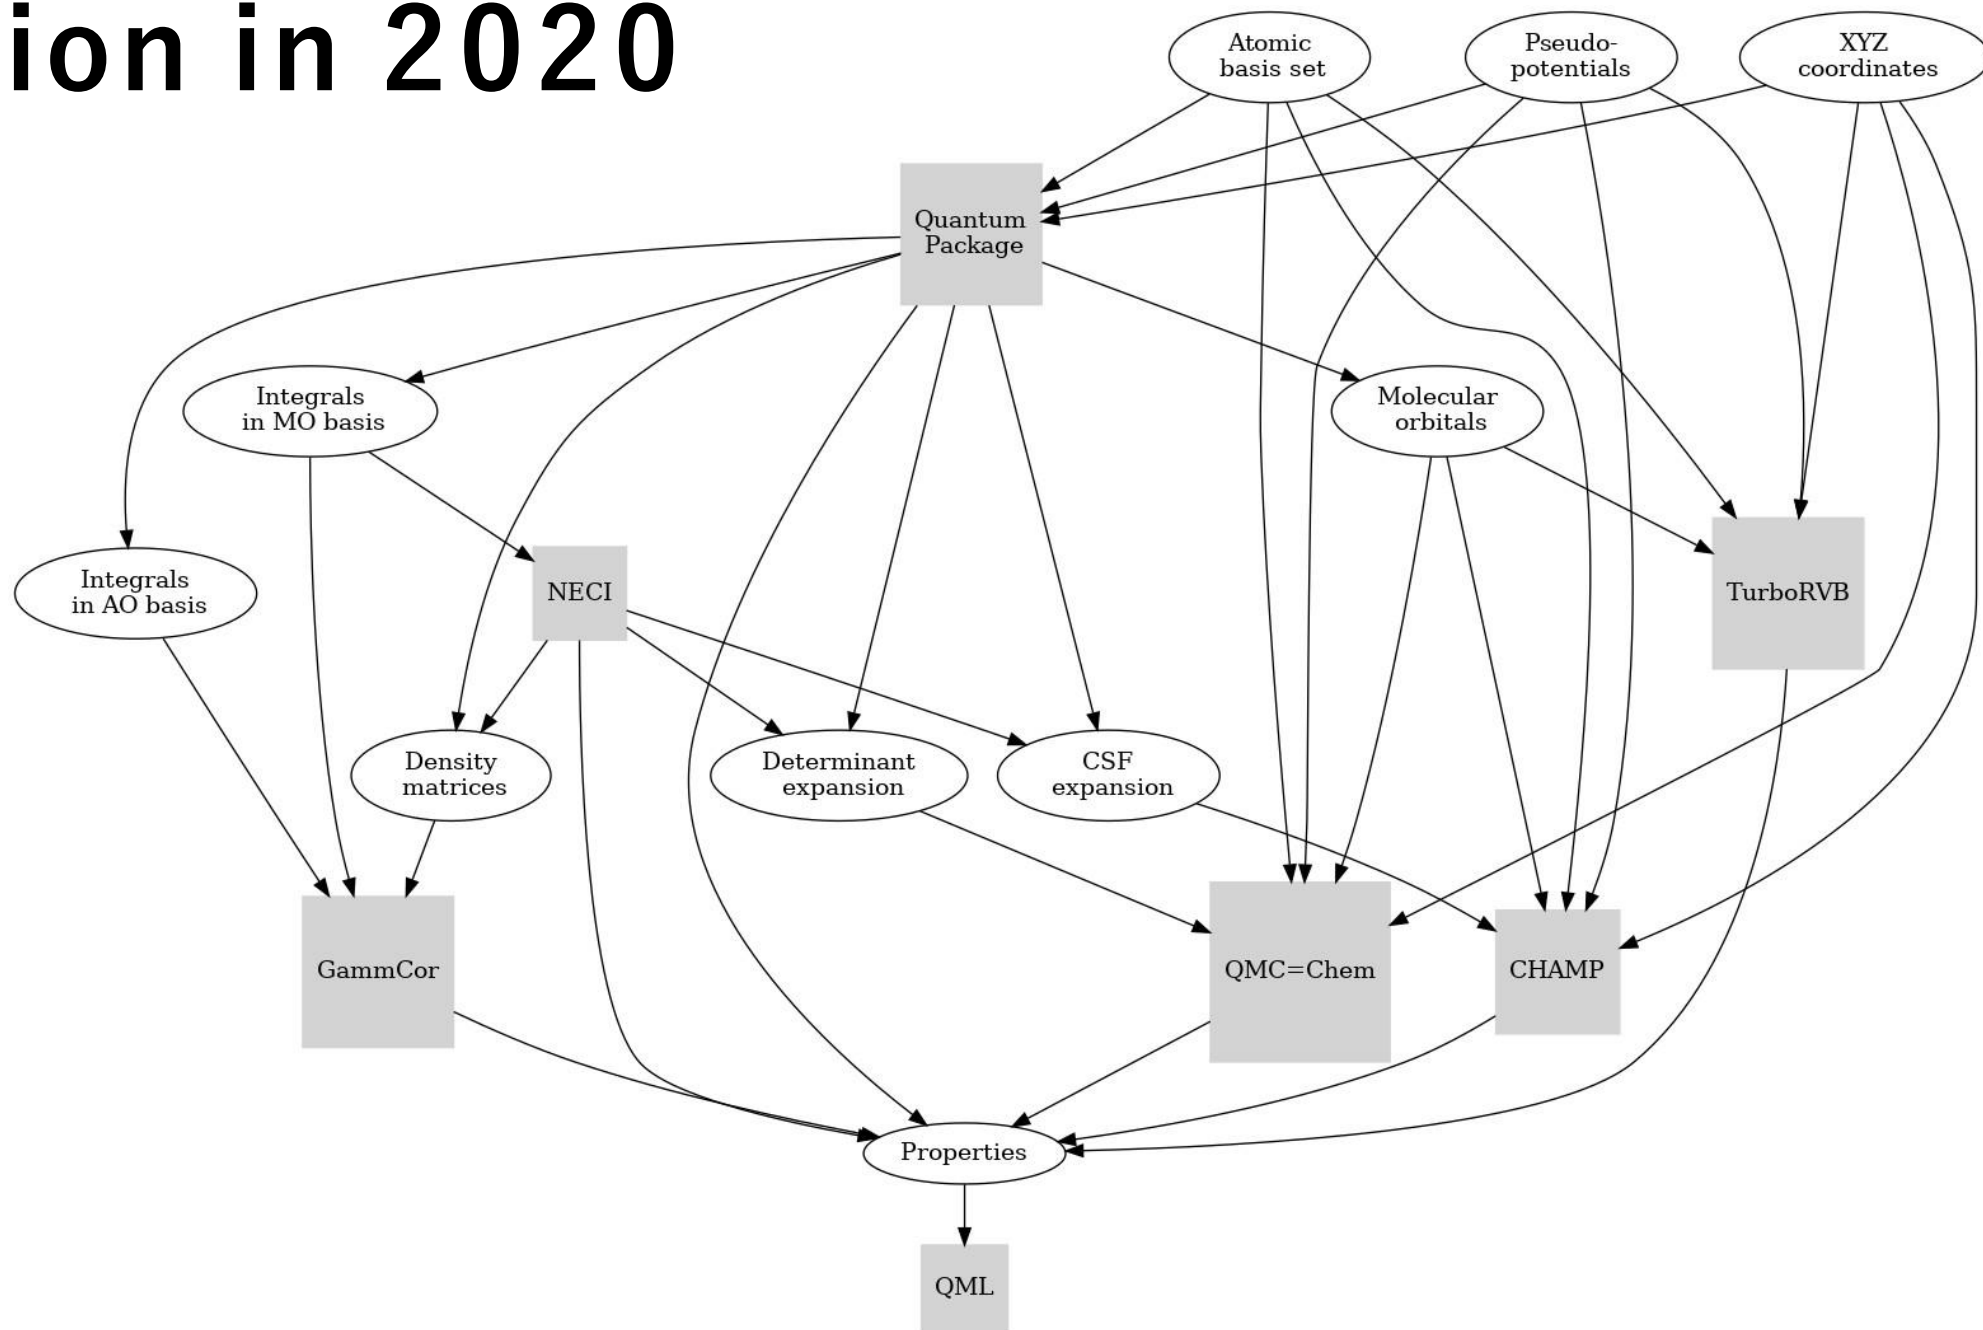 ion in 2020
Atomic
basis set
Pseudo-
potentials
XYZ
coordinates
Quantum
Package
Integrals
in MO basis
Molecular
orbitals
Integrals
in AO basis
NECI
TurboRVB
Density
matrices
Determinant
expansion
CSF
expansion
GammCor
QMC=Chem
CHAMP
Properties
QML